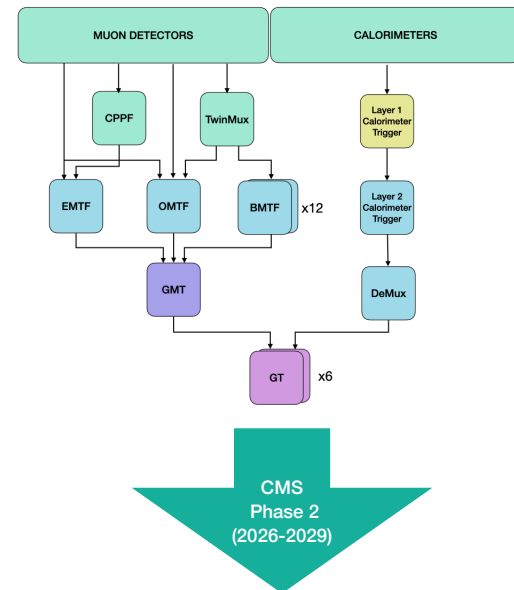 MUON DETECTORS
CALORIMETERS
CPPF
TwinMux
Layer 1
Calorimeter
Trigger
EMTF
OMTF
BMTF
x12
Layer 2
Calorimeter
Trigger
GMT
DeMux
GT
x6
CMS
Phase 2
(2026-2029)